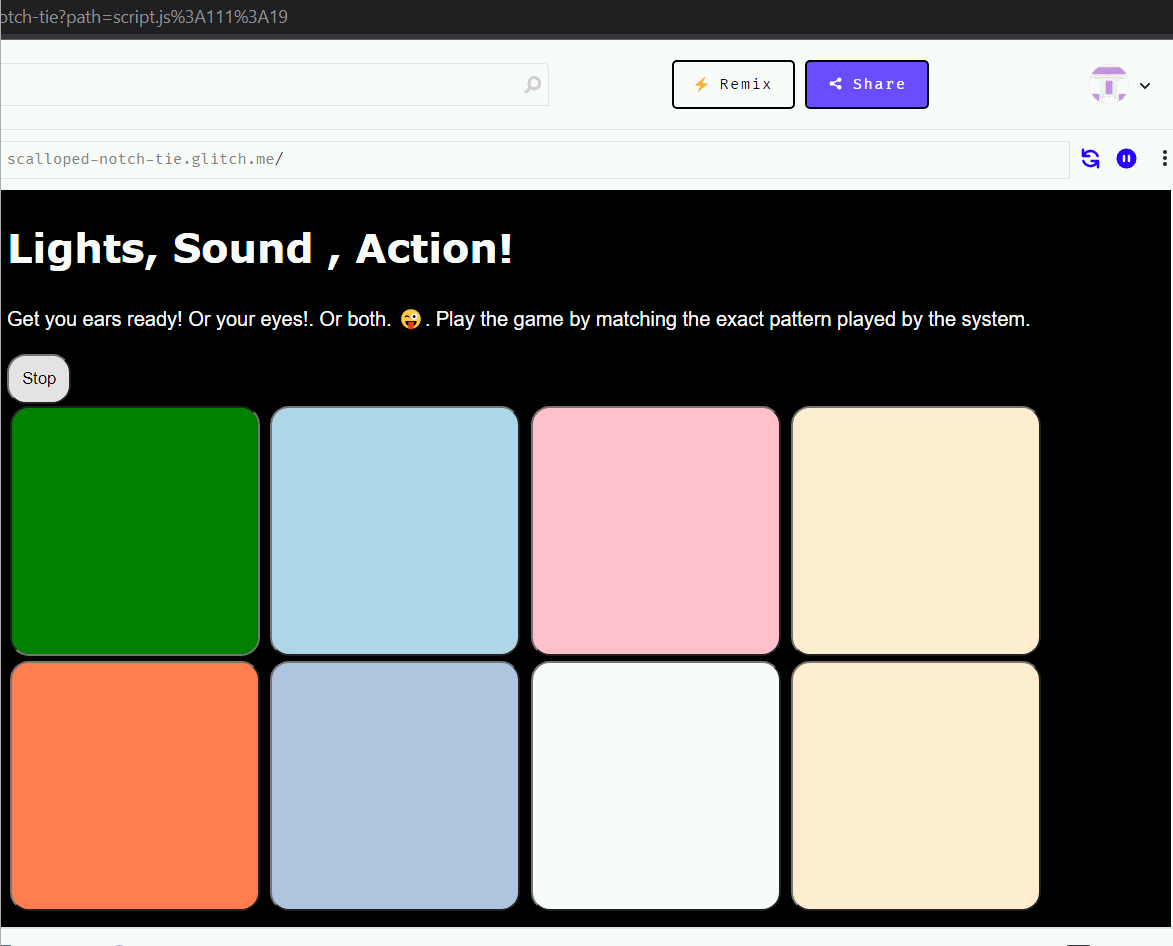 otch-tie?path=script.js%3A111%3A19
⚡ Remix
Share
scalloped-notch-tie.glitch.me/
Lights, Sound , Action!
Get you ears ready! Or your eyes!. Or both. 😜. Play the game by matching the exact pattern played by the system.
Stop